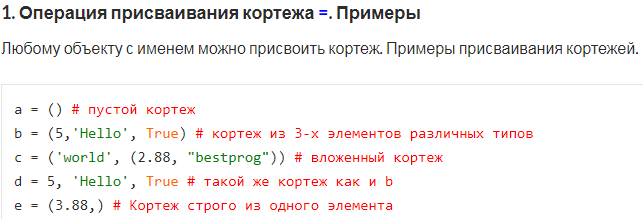 1. Операция присваивания кортежа =. Примеры
Любому объекту с именем можно присвоить кортеж. Примеры присваивания кортежей.
a = () # пустой кортеж
b = (5,'Hello', True) # кортеж из 3-х элементов различных типов
c = ('world', (2.88, "bestprog")) # вложенный кортеж
d = 5, 'Hello', True # такой же кортеж как и b
e = (3.88,) # Кортеж строго из одного элемента